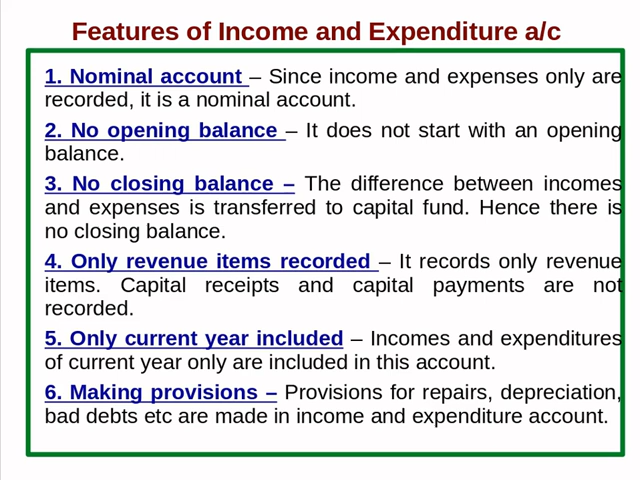 Features of Income and Expenditure a/c
1. Nominal account – Since income and expenses only are
recorded, it is a nominal account.
2. No opening balance – It does not start with an opening
balance.
3. No closing balance – The difference between incomes
and expenses is transferred to capital fund. Hence there is
no closing balance.
4. Only revenue items recorded – It records only revenue
items. Capital receipts and capital payments are not
recorded.
5. Only current year included – Incomes and expenditures
of current year only are included in this account.
6. Making provisions – Provisions for repairs, depreciation,
bad debts etc are made in income and expenditure account.